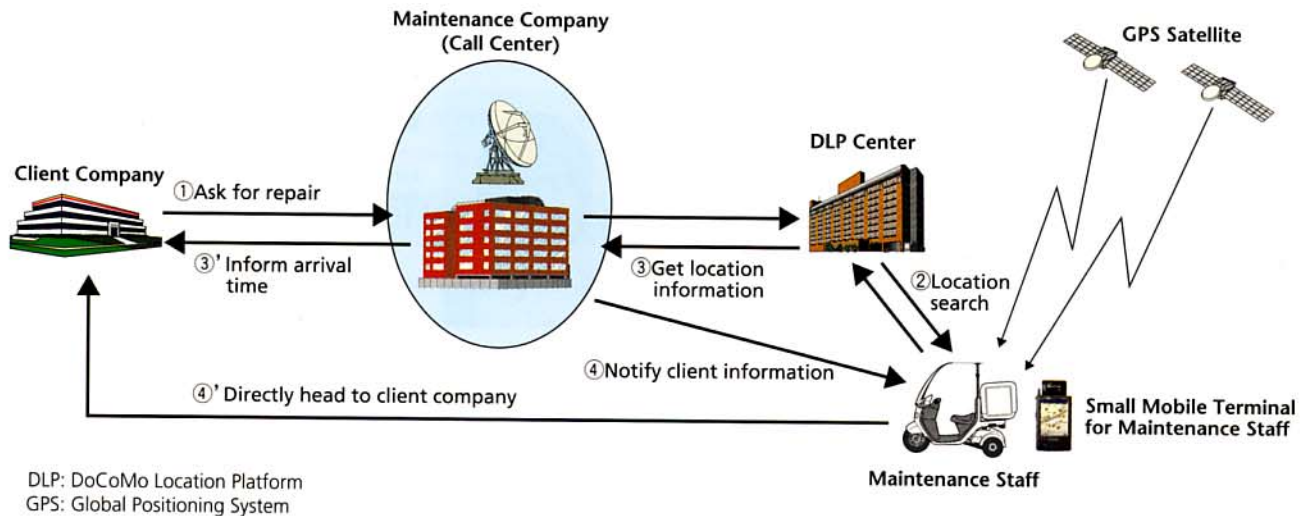 Maintenance Company
(Call Center)
GPS Satellite
DLP Center
Client Company
①Ask for repair
③' Inform arrival
time
③Get location
information
②Location
search
④Notify client information
④' Directly head to client company
Small Mobile Terminal
for Maintenance Staff
Maintenance Staff
DLP: DoCoMo Location Platform
GPS: Global Positioning System